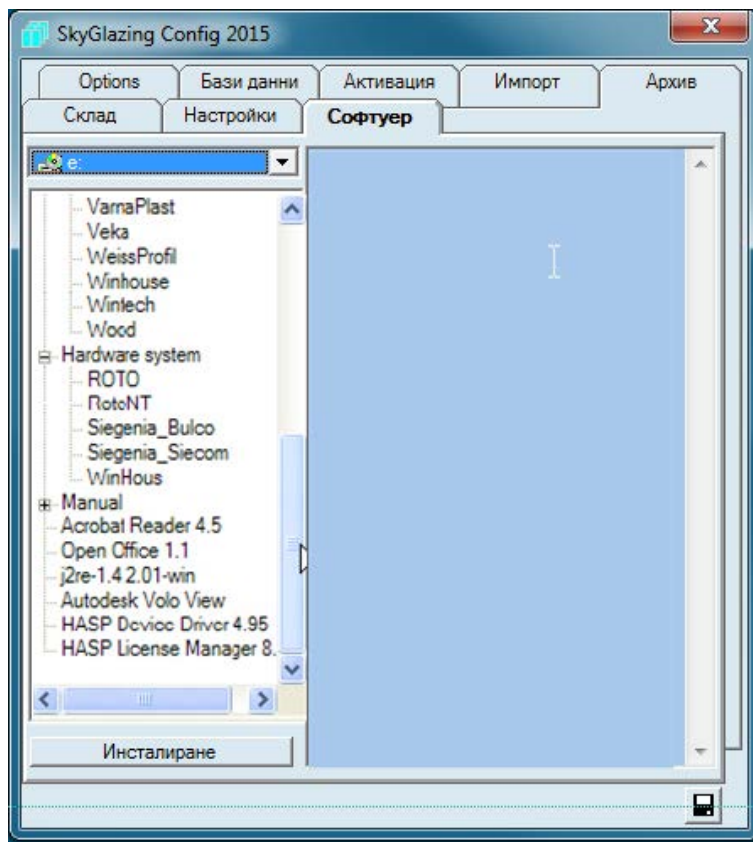 SkyGlazing Config 2015
Options
Бази данни
Активация
Импорт
Архив
Склад
Настройки
Софтуер
e:
VarnaPlast
Veka
WeissProfil
Winhouse
Wintech
Wood
Hardware system
ROTO
RotoNT
Siegenia_Bulco
Siegenia_Siecom
WinHous
Manual
Acrobat Reader 4.5
Open Office 1.1
j2re-1.4.2.01-win
Autodesk Volo View
HASP Device Driver 4.95
HASP License Manager 8.
Инсталиране